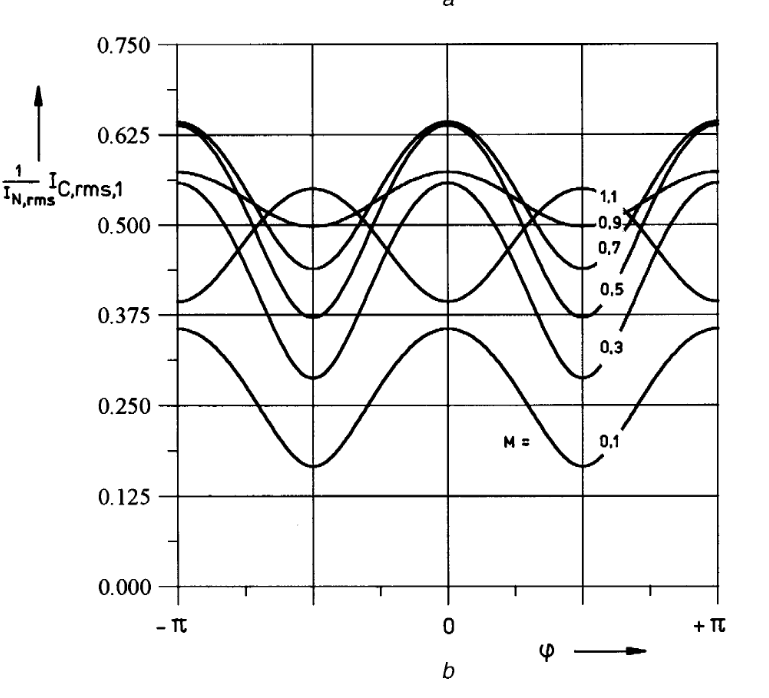 a
0.750
0.625
1
I_N,rms I_C,rms,1
0.500
0.375
0.250
0.125
0.000
1,1
0,9
0,7
0,5
0,3
M = 0,1
- π 0 + π
φ
b